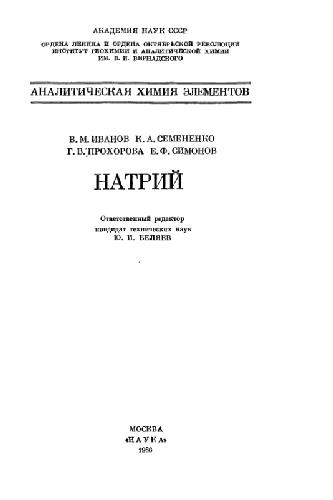 АКАДЕМИЯ НАУК СССР
ОРДЕНА ЛЕНИНА И ОРДЕНА ОКТЯБРЬСКОЙ РЕВОЛЮЦИИ
ИНСТИТУТ ГЕОХИМИИ И АНАЛИТИЧЕСКОЙ ХИМИИ
ИМ. В. И. ВЕРНАДСКОГО
АНАЛИТИЧЕСКАЯ ХИМИЯ ЭЛЕМЕНТОВ
В. М. ИВАНОВ К. А. СЕМЕНЕНКО
Г. В. ПРОХОРОВА Е. Ф. СИМОНОВ
НАТРИЙ
Ответственный редактор
кандидат технических наук
Ю. И. БЕЛЯЕВ
МОСКВА
«НАУКА»
1986